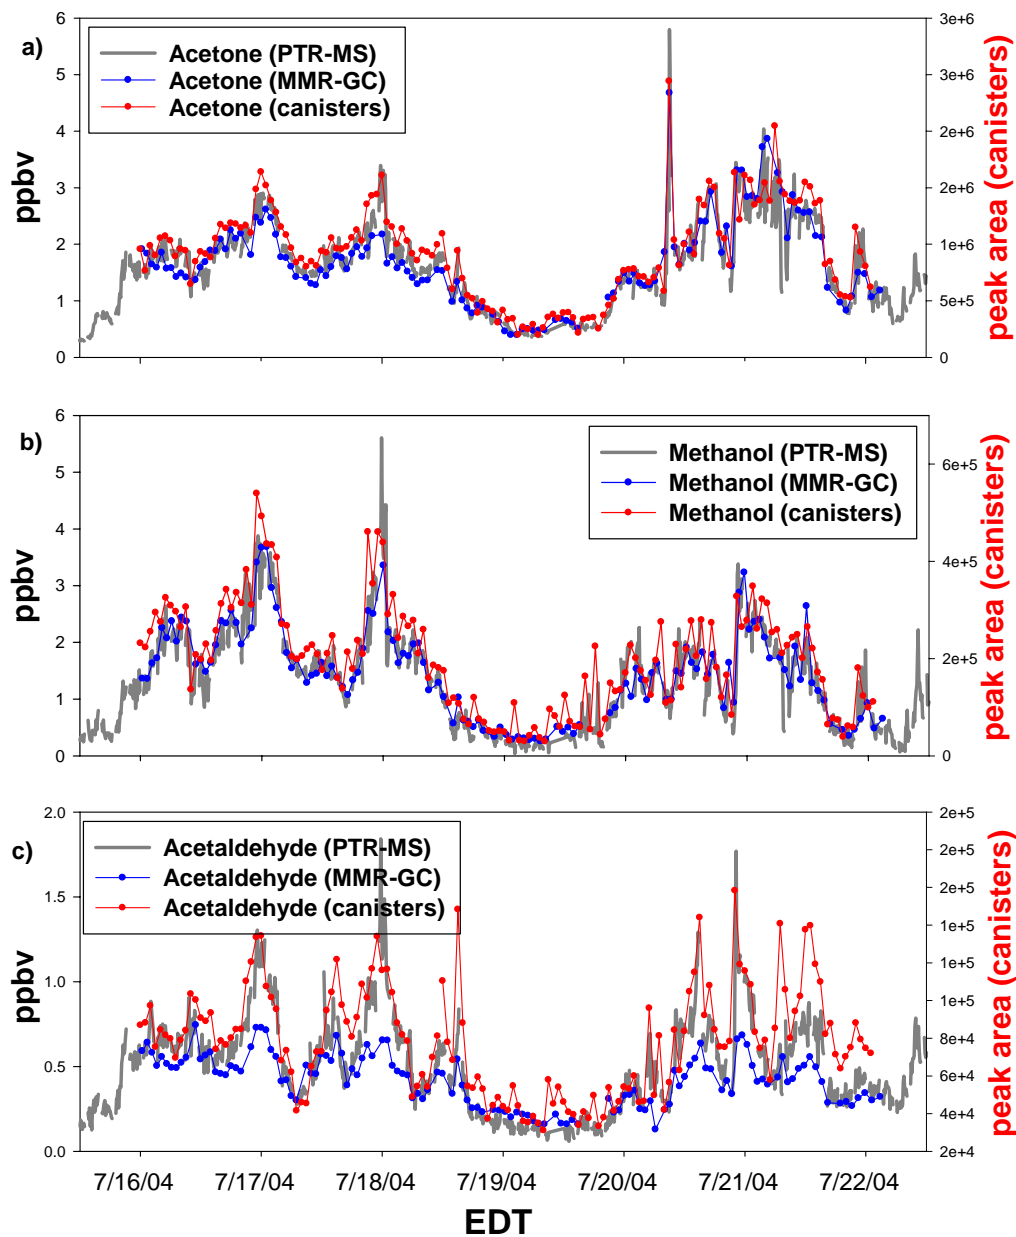 a)
6
5
4
3
2
1
0
ppbv
Acetone (PTR-MS)
Acetone (MMR-GC)
Acetone (canisters)
3e+6
3e+6
2e+6
2e+6
1e+6
5e+5
0
peak area (canisters)
b)
6
5
4
3
2
1
0
ppbv
Methanol (PTR-MS)
Methanol (MMR-GC)
Methanol (canisters)
6e+5
4e+5
2e+5
0
peak area (canisters)
c)
2.0
1.5
1.0
0.5
0.0
ppbv
Acetaldehyde (PTR-MS)
Acetaldehyde (MMR-GC)
Acetaldehyde (canisters)
2e+5
2e+5
2e+5
1e+5
1e+5
1e+5
8e+4
6e+4
4e+4
2e+4
peak area (canisters)
7/16/04 7/17/04 7/18/04 7/19/04 7/20/04 7/21/04 7/22/04
EDT